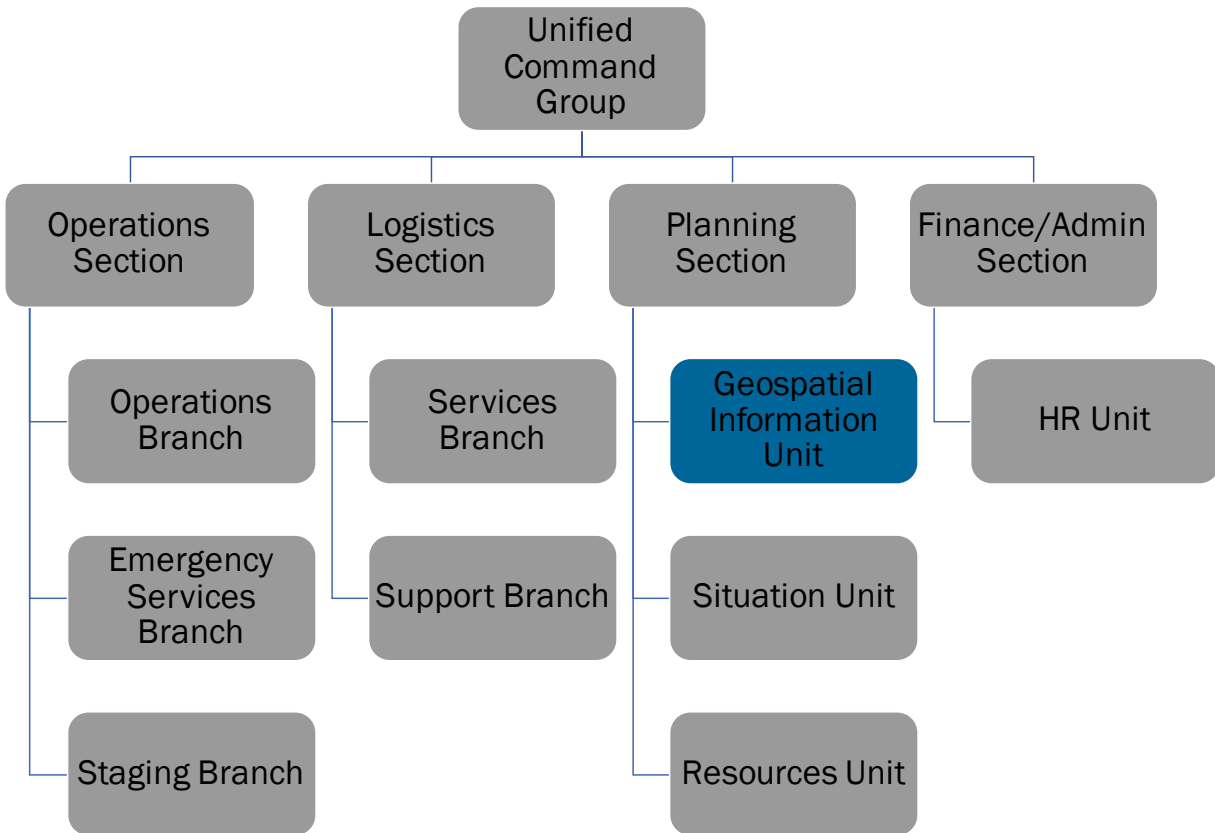 Unified
Command
Group
Operations
Section
Logistics
Section
Planning
Section
Finance/Admin
Section
Operations
Branch
Services
Branch
Geospatial
Information
Unit
HR Unit
Emergency
Services
Branch
Support Branch
Situation Unit
Staging Branch
Resources Unit